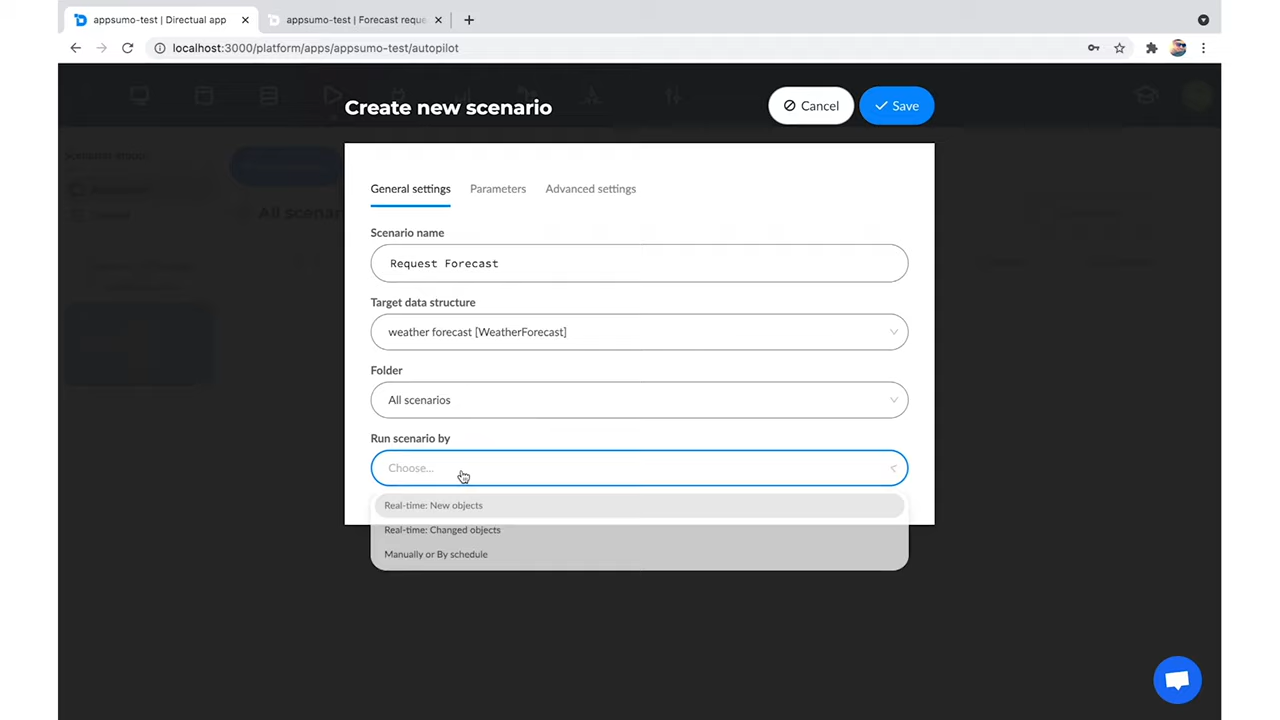 appsumo-test | Directual app
appsumo-test | Forecast reque
localhost:3000/platform/apps/appsumo-test/autopilot
Create new scenario
Cancel
Save
General settings
Parameters
Advanced settings
Scenario name
Request Forecast
Target data structure
weather forecast [WeatherForecast]
Folder
All scenarios
Run scenario by
Choose...
Real-time: New objects
Real-time: Changed objects
Manually or By schedule
All scenar